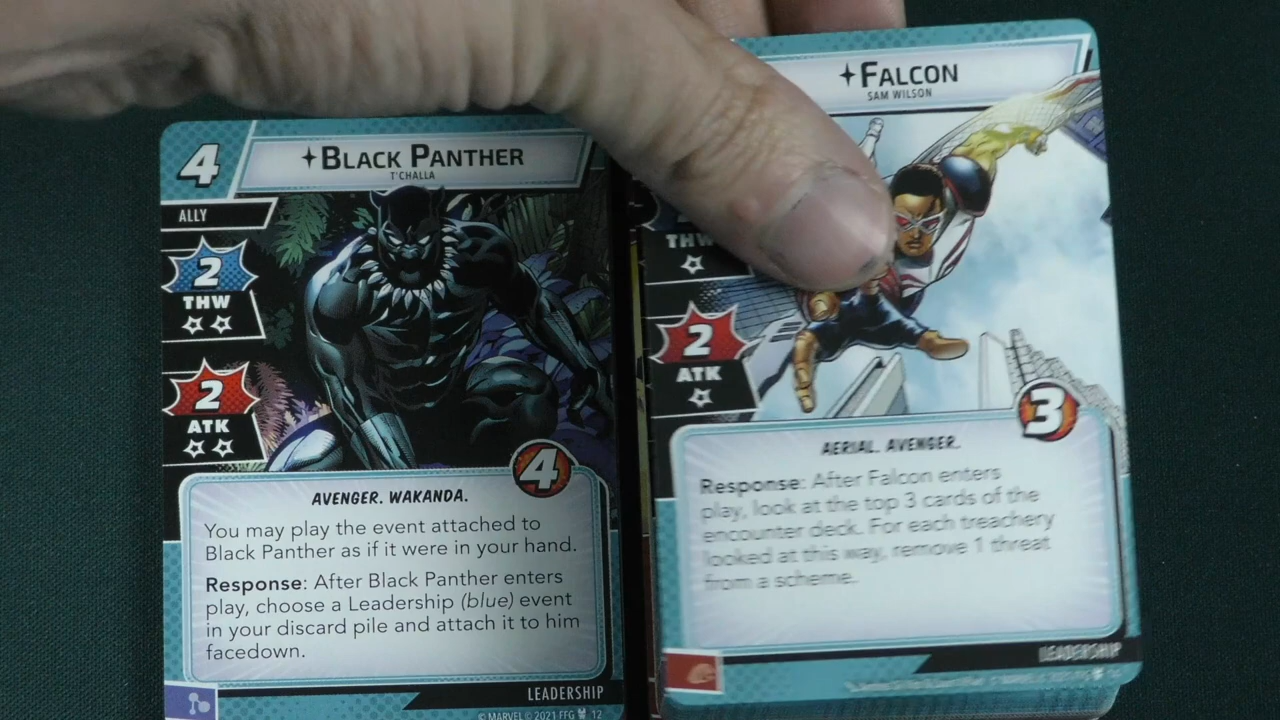 4
✦BLACK PANTHER
T'CHALLA
ALLY
2
THW
2
ATK
4
AVENGER. WAKANDA.
You may play the event attached to
Black Panther as if it were in your hand.
Response: After Black Panther enters
play, choose a Leadership (blue) event
in your discard pile and attach it to him
facedown.
LEADERSHIP
© MARVEL © 2021 FFG 12
✦FALCON
SAM WILSON
THW
2
ATK
3
AERIAL. AVENGER.
Response: After Falcon enters
play, look at the top 3 cards of the
encounter deck. For each treachery
looked at this way, remove 1 threat
from a scheme.
LEADERSHIP